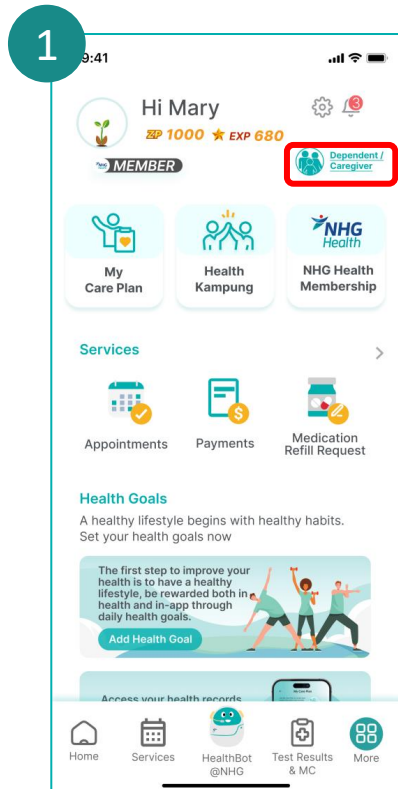 1
9:41
Hi Mary
3
ZP 1000 EXP 680
MEMBER
Dependent /
Caregiver
NHG
Health
My
Care Plan
Health
Kampung
NHG Health
Membership
Services
Appointments
Payments
Medication
Refill Request
Health Goals
A healthy lifestyle begins with healthy habits.
Set your health goals now
The first step to improve your
health is to have a healthy
lifestyle, be rewarded both in
health and in-app through
daily health goals.
Add Health Goal
Access your health records
Home
Services
HealthBot
@NHG
Test Results
& MC
More